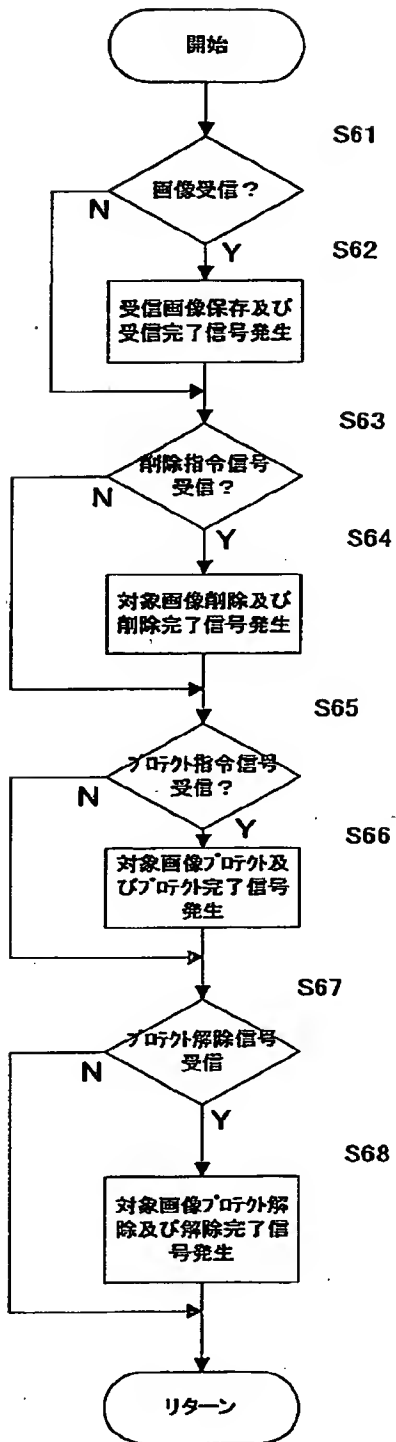 開始
S61
画像受信？
N
Y
S62
受信画像保存及び
受信完了信号発生
S63
削除指令信号
受信？
N
Y
S64
対象画像削除及び
削除完了信号発生
S65
プロテクト指令信号
受信？
N
Y
S66
対象画像プロテクト及
びプロテクト完了信号
発生
S67
プロテクト解除信号
受信
N
Y
S68
対象画像プロテクト解
除及び解除完了信
号発生
リターン